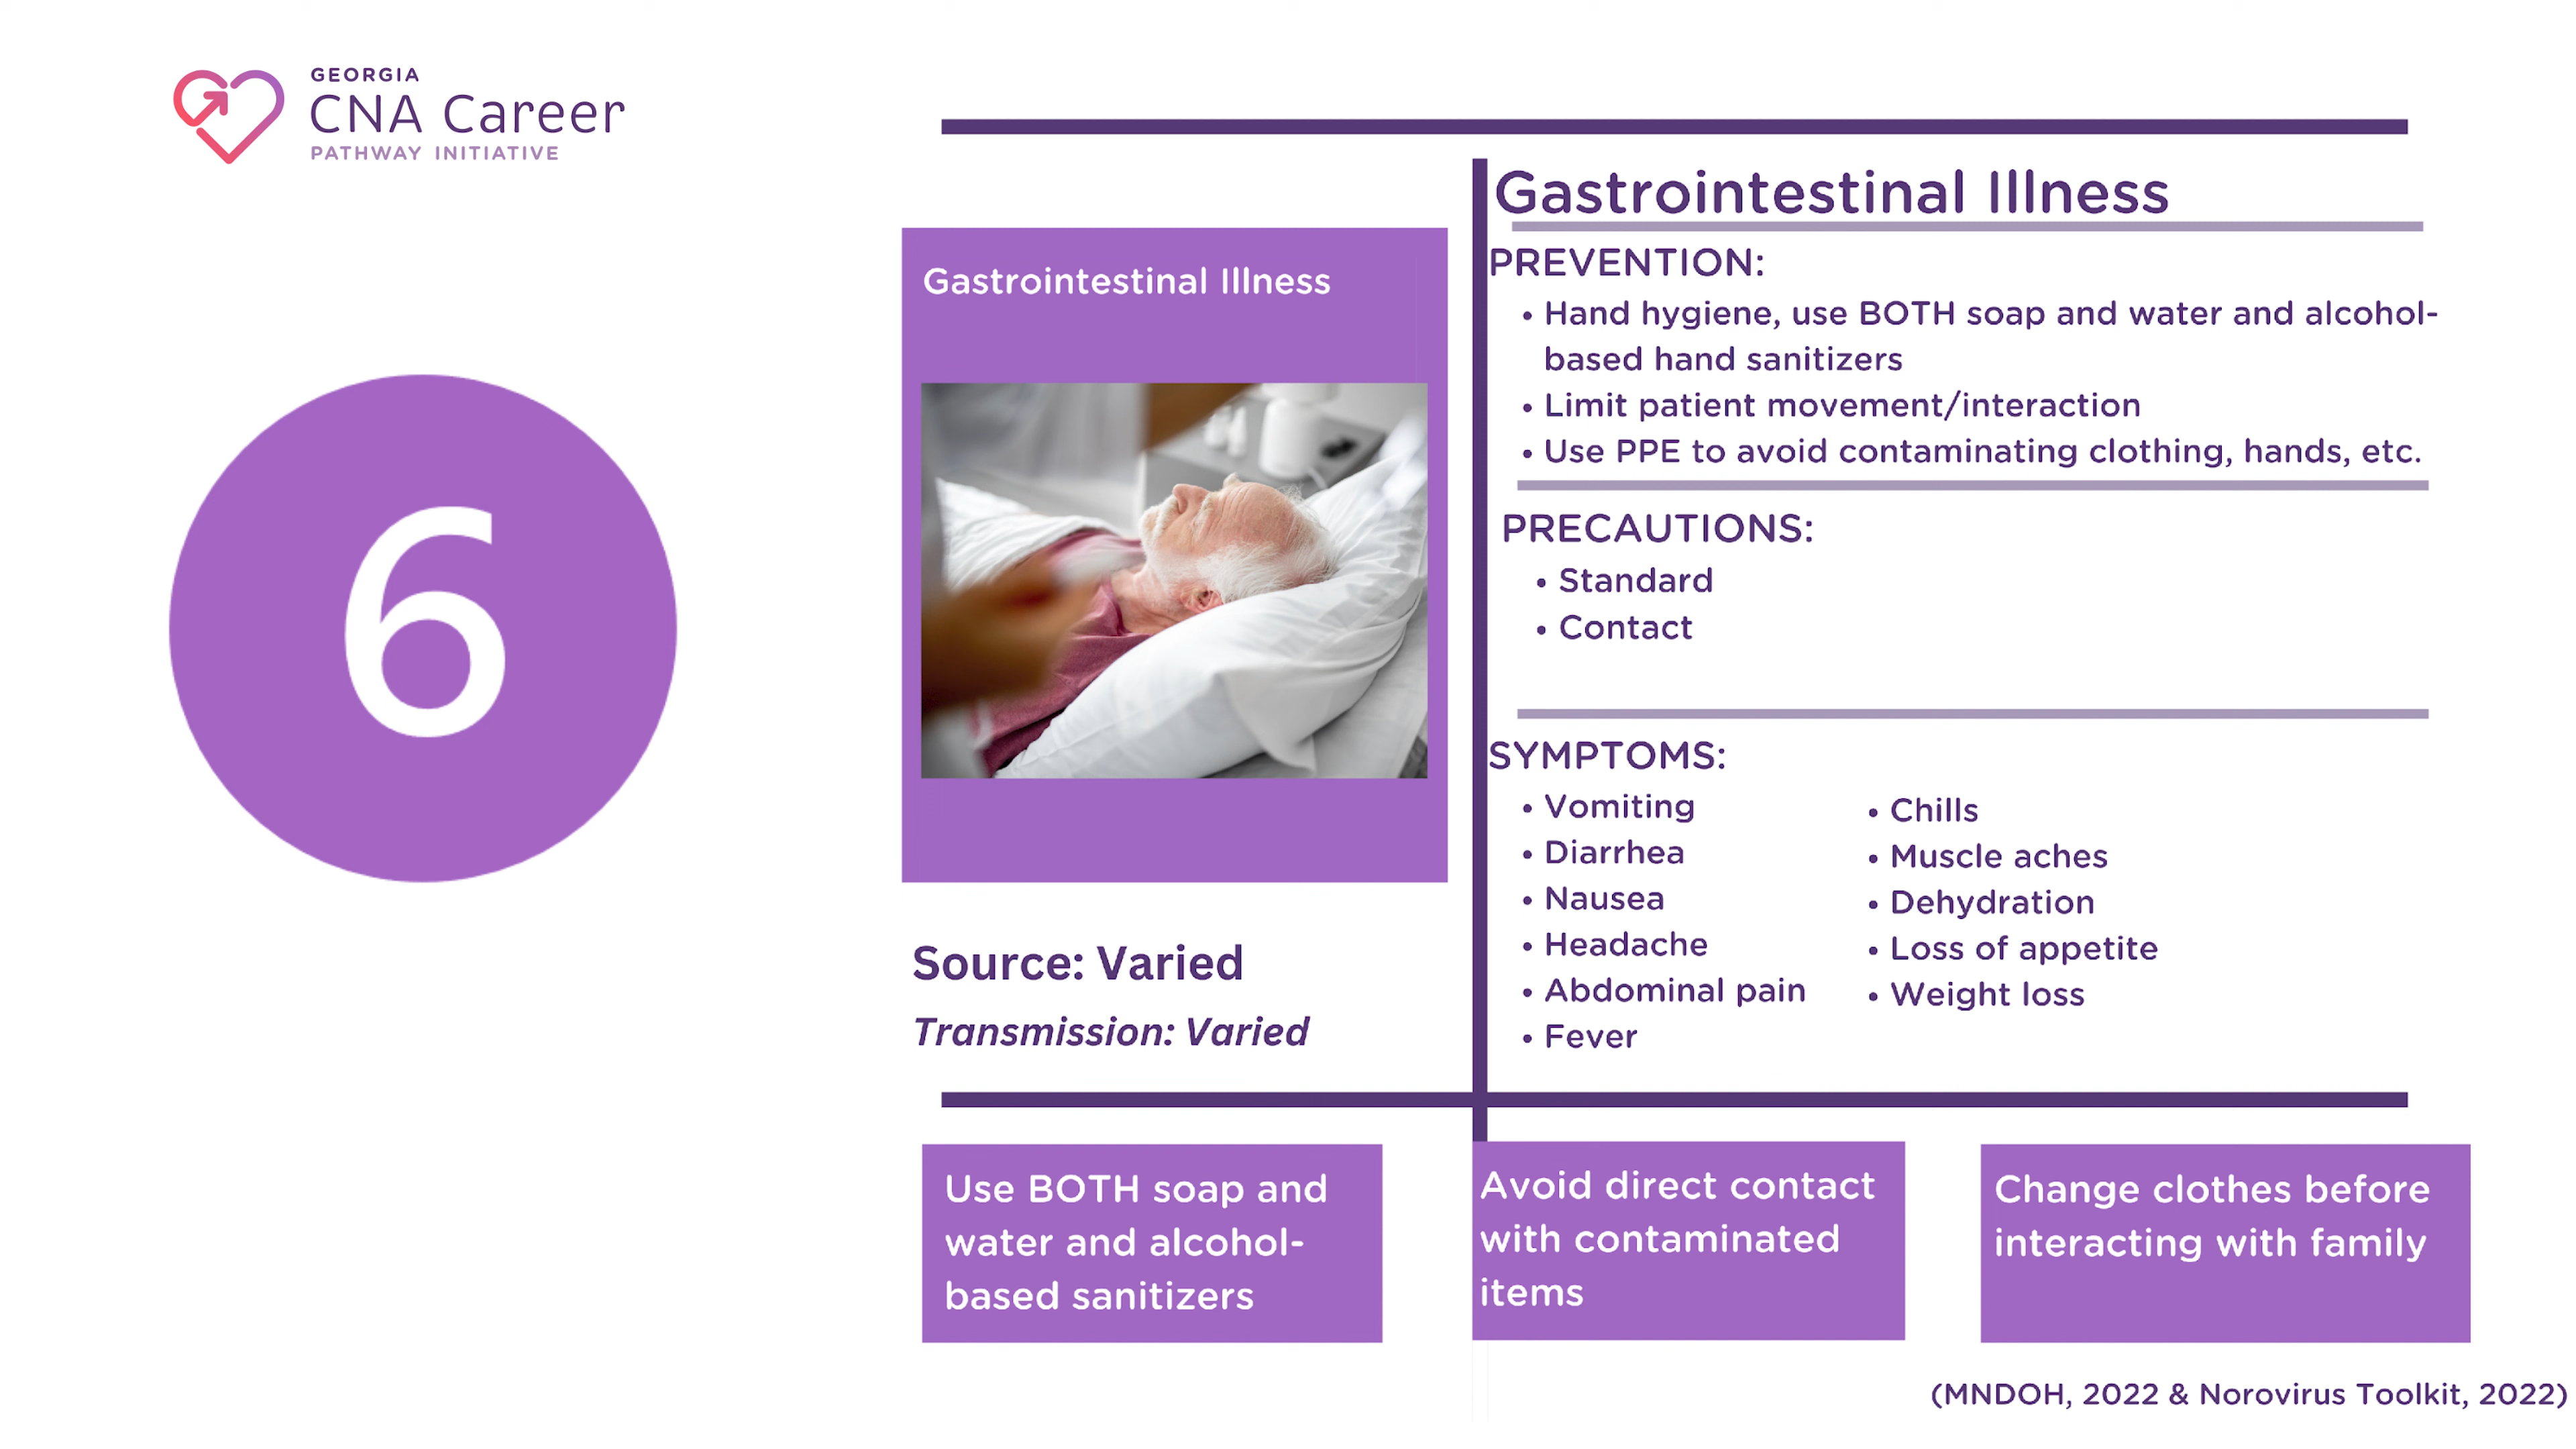 GEORGIA
CNA Career
PATHWAY INITIATIVE
6
Gastrointestinal Illness
Source: Varied
Transmission: Varied
Gastrointestinal Illness
PREVENTION:
• Hand hygiene, use BOTH soap and water and alcohol-
based hand sanitizers
• Limit patient movement/interaction
• Use PPE to avoid contaminating clothing, hands, etc.
PRECAUTIONS:
• Standard
• Contact
SYMPTOMS:
• Vomiting
• Diarrhea
• Nausea
• Headache
• Abdominal pain
• Fever
• Chills
• Muscle aches
• Dehydration
• Loss of appetite
• Weight loss
Use BOTH soap and
water and alcohol-
based sanitizers
Avoid direct contact
with contaminated
items
Change clothes before
interacting with family
(MNDOH, 2022 & Norovirus Toolkit, 2022)